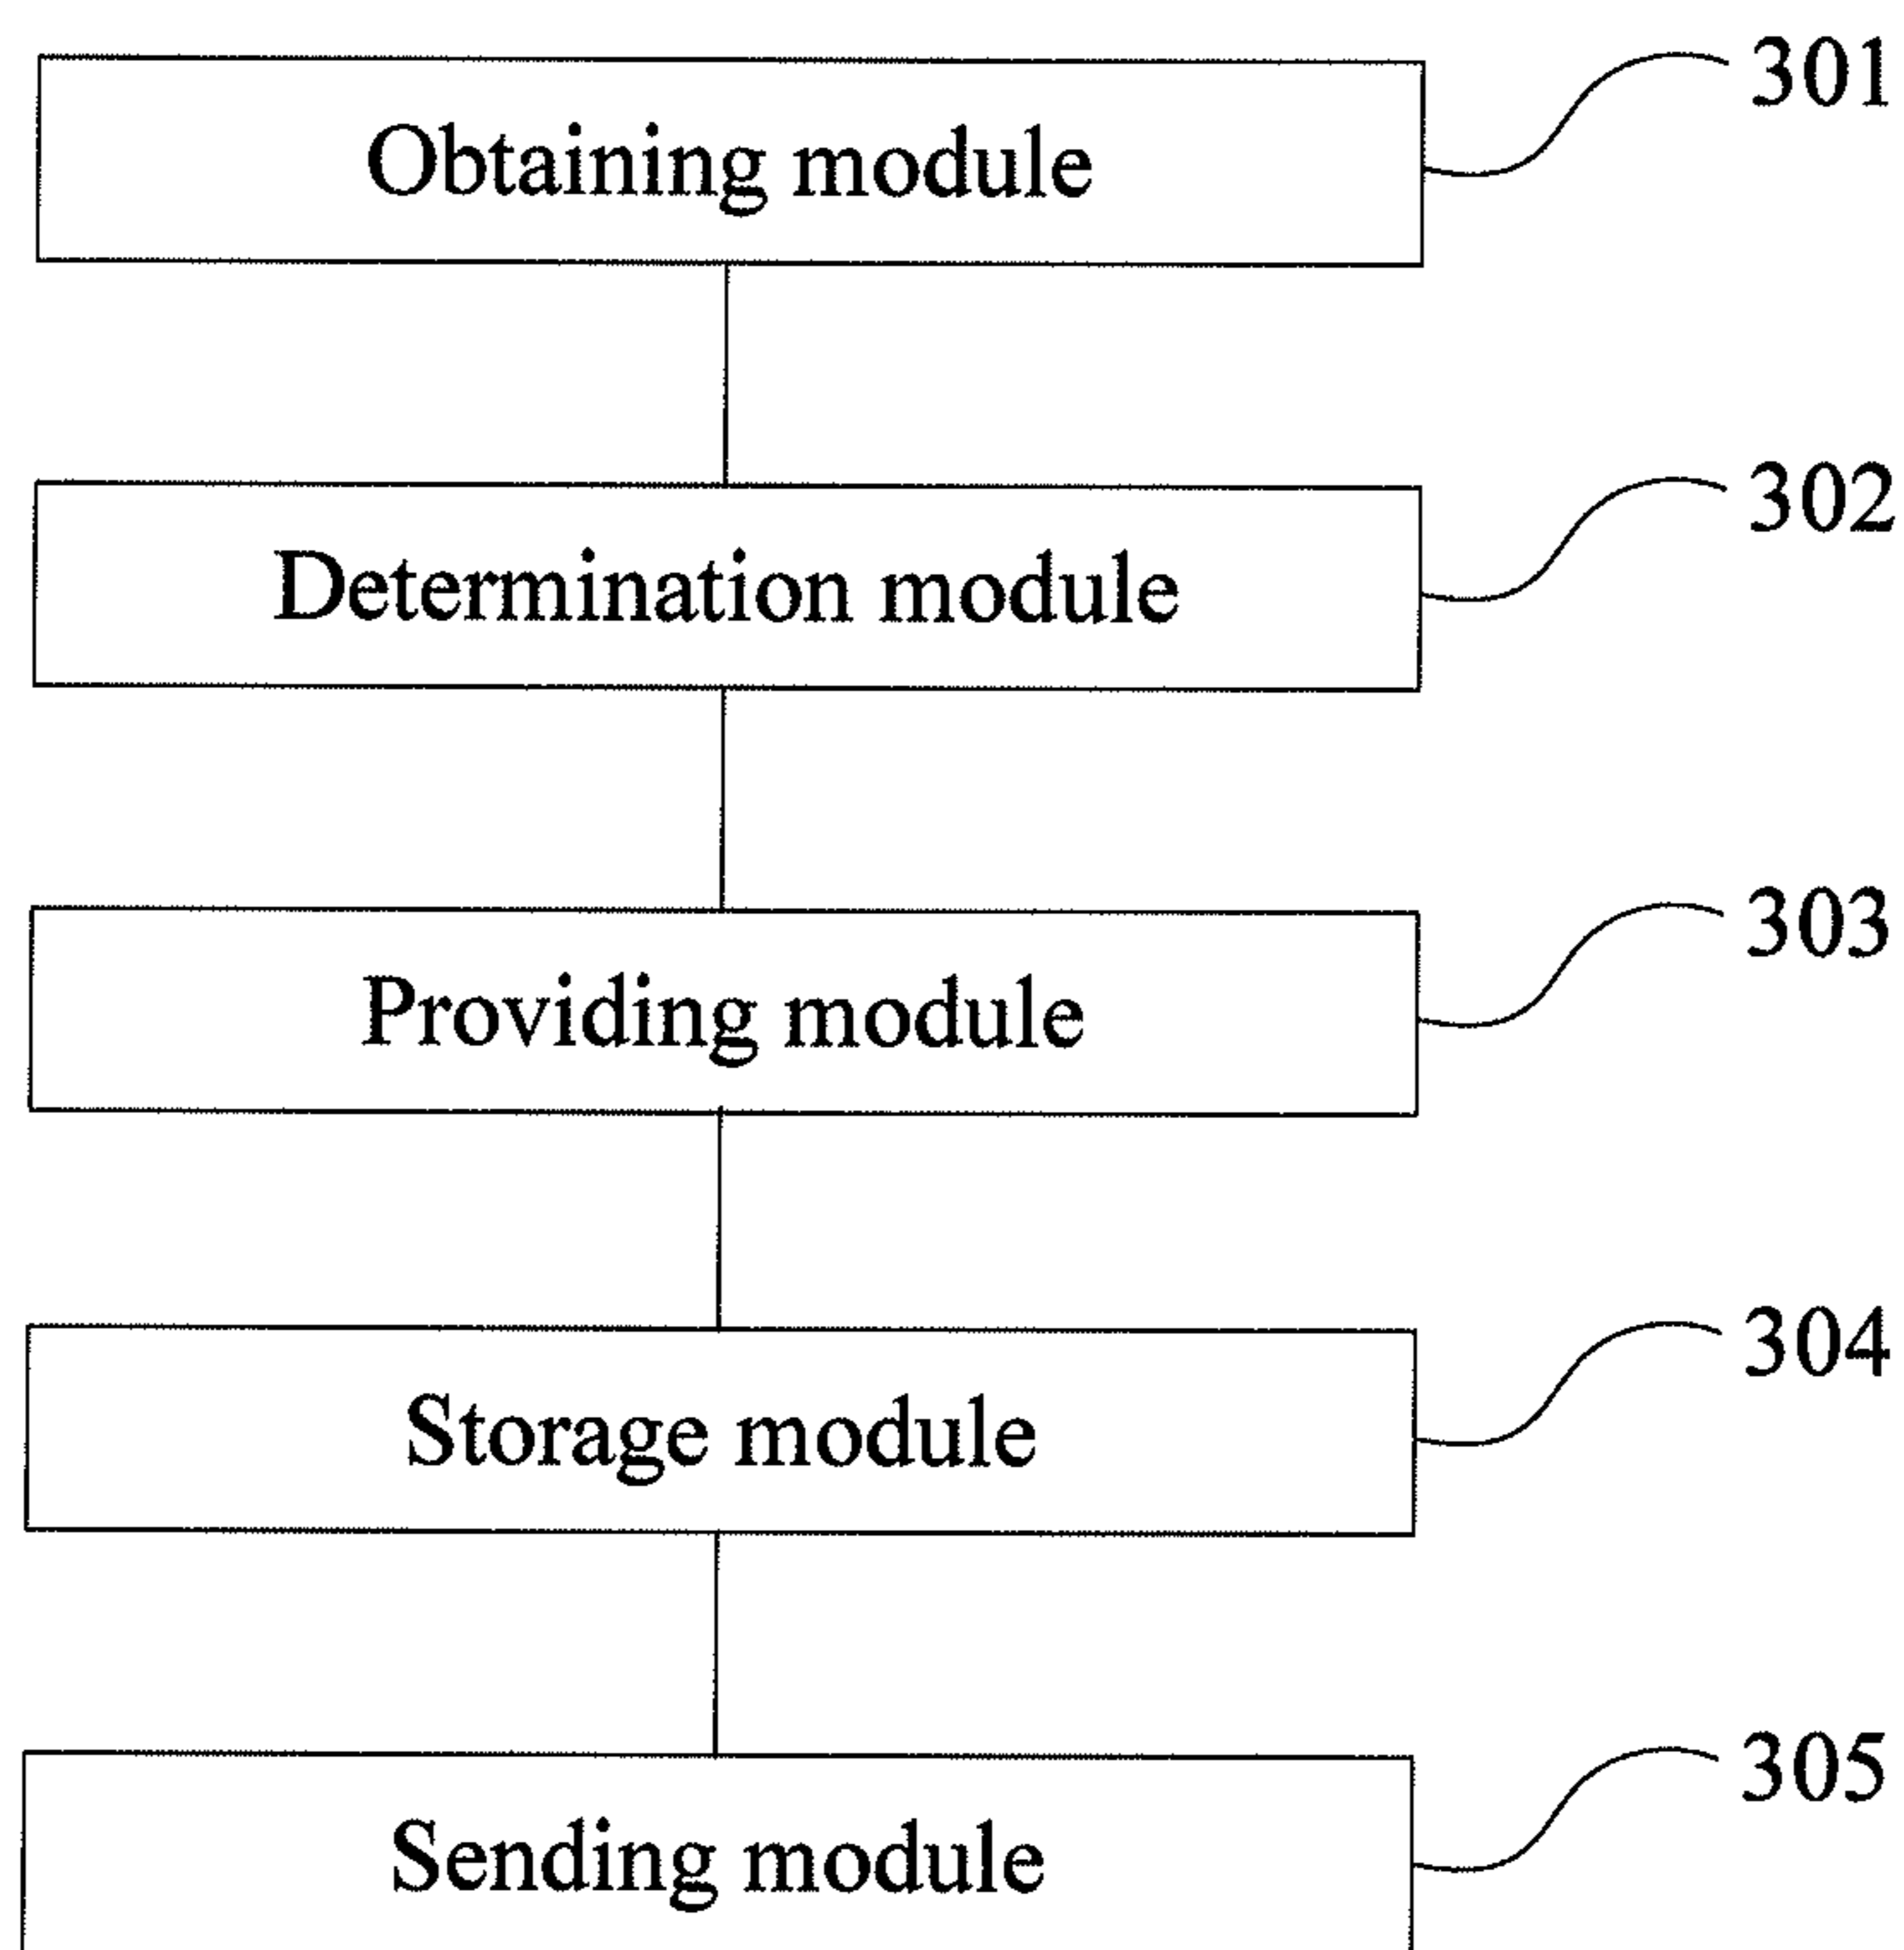 Obtaining module
301
Determination module
302
Providing module
303
Storage module
304
Sending module
305